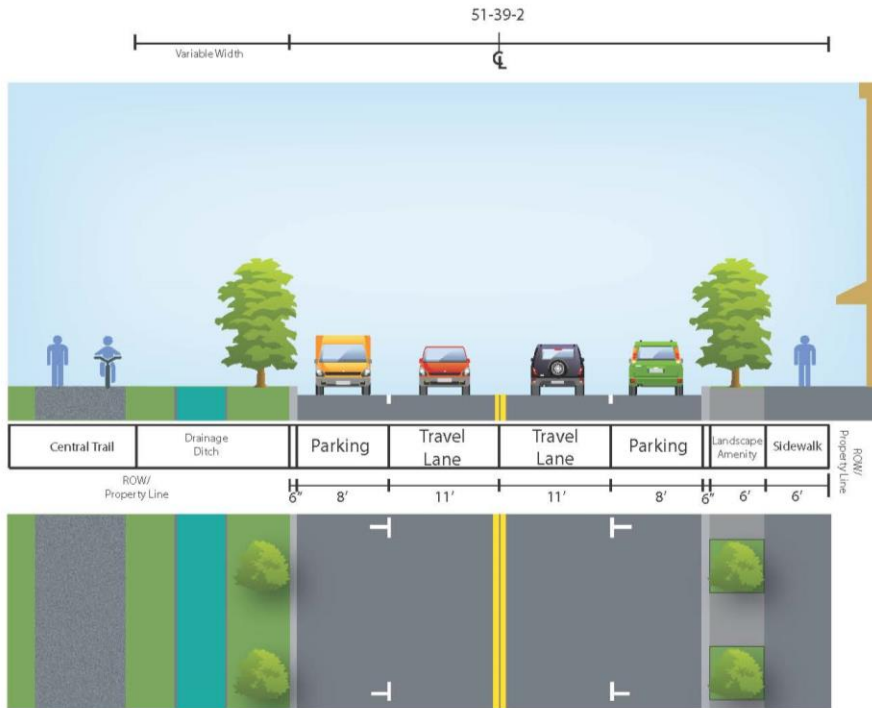 51-39-2
Variable Width
℄
Central Trail
Drainage
Ditch
Parking
Travel
Lane
Travel
Lane
Parking
Landscape
Amenity
Sidewalk
ROW/
Property Line
ROW/
Property Line
6” 8’ 11’ 11’ 8’ 6” 6’ 6’